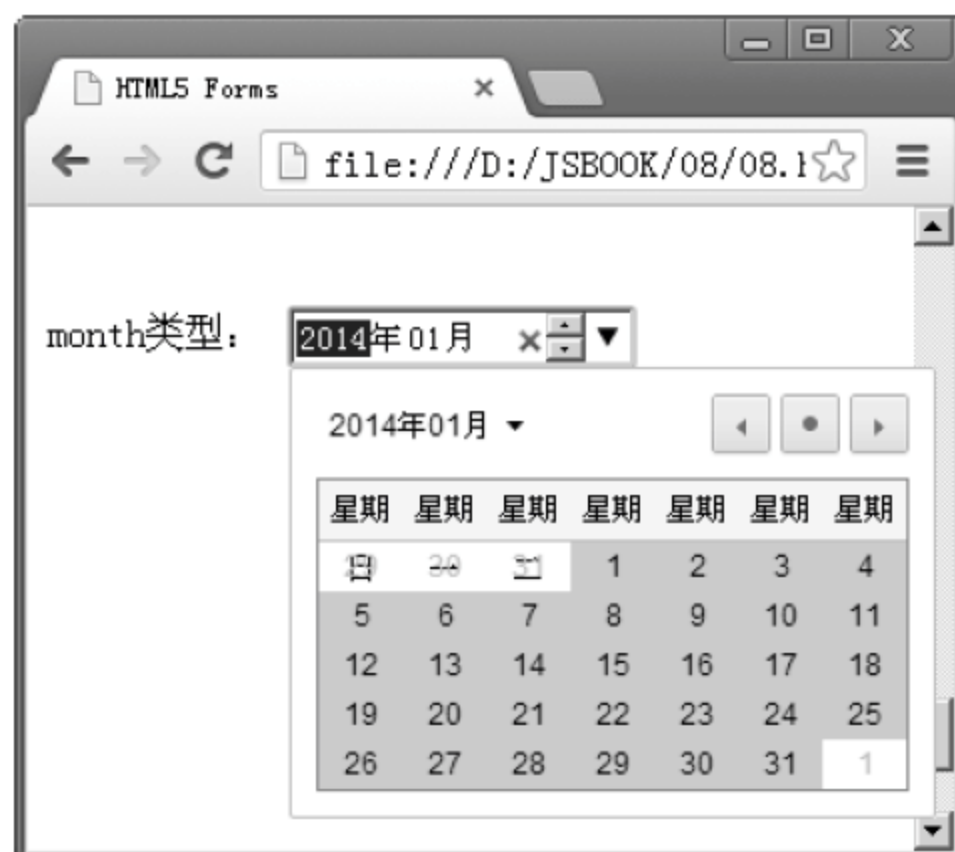 HTML5 Forms
file:///D:/JSBOOK/08/08.h
month类型：
2014年01月
2014年01月
星期 星期 星期 星期 星期 星期 星期
30 31 1 2 3 4
5 6 7 8 9 10 11
12 13 14 15 16 17 18
19 20 21 22 23 24 25
26 27 28 29 30 31 1